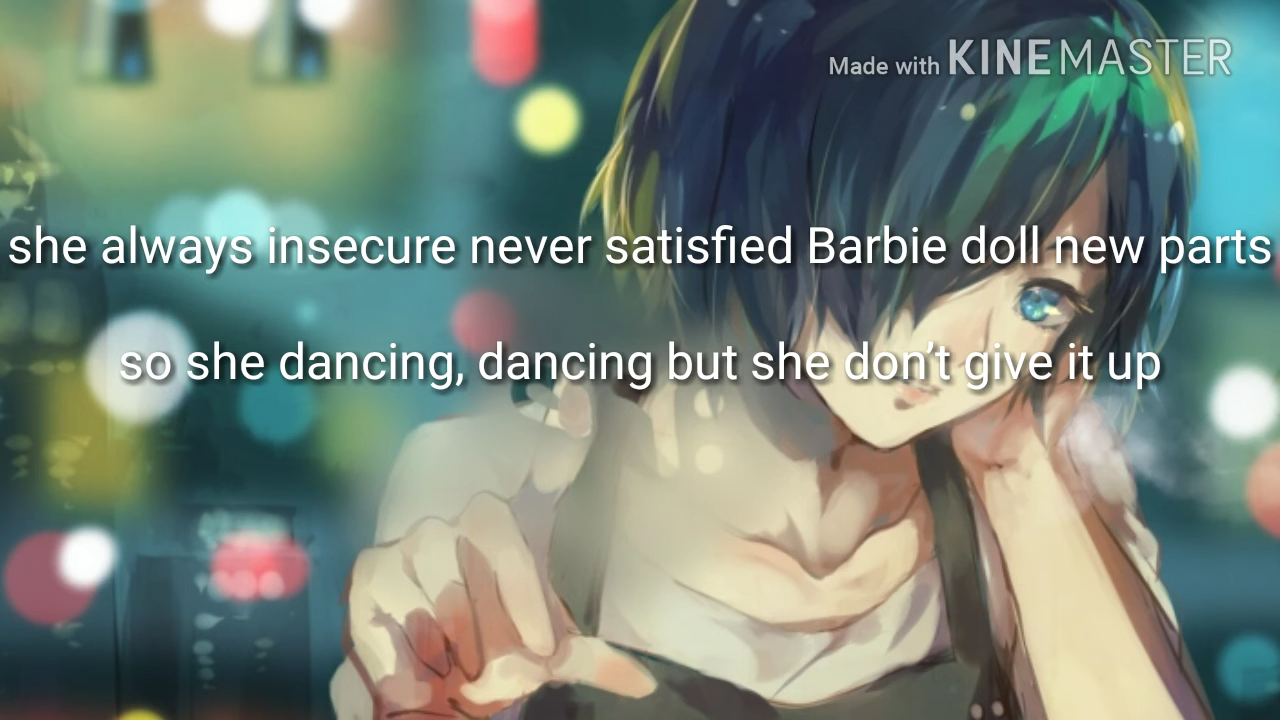 Made with KINEMASTER
she always insecure never satisfied Barbie doll new parts
so she dancing, dancing but she don’t give it up